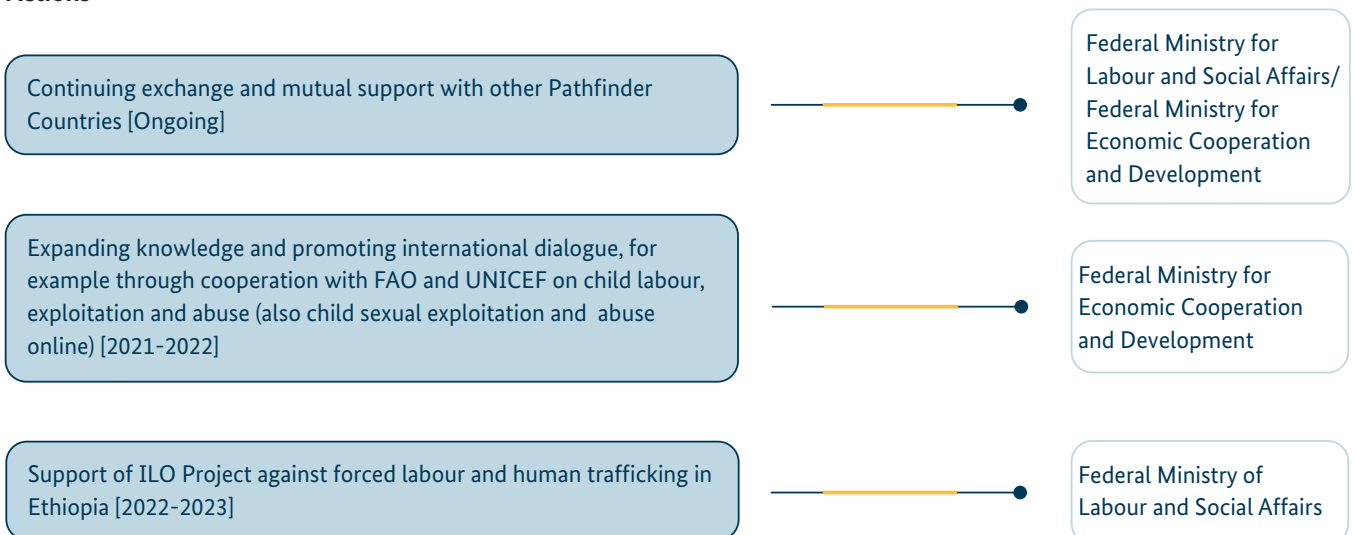 Continuing exchange and mutual support with other Pathfinder
Countries [Ongoing]
Federal Ministry for
Labour and Social Affairs/
Federal Ministry for
Economic Cooperation
and Development
Expanding knowledge and promoting international dialogue, for
example through cooperation with FAO and UNICEF on child labour,
exploitation and abuse (also child sexual exploitation and abuse
online) [2021-2022]
Federal Ministry for
Economic Cooperation
and Development
Support of ILO Project against forced labour and human trafficking in
Ethiopia [2022-2023]
Federal Ministry of
Labour and Social Affairs